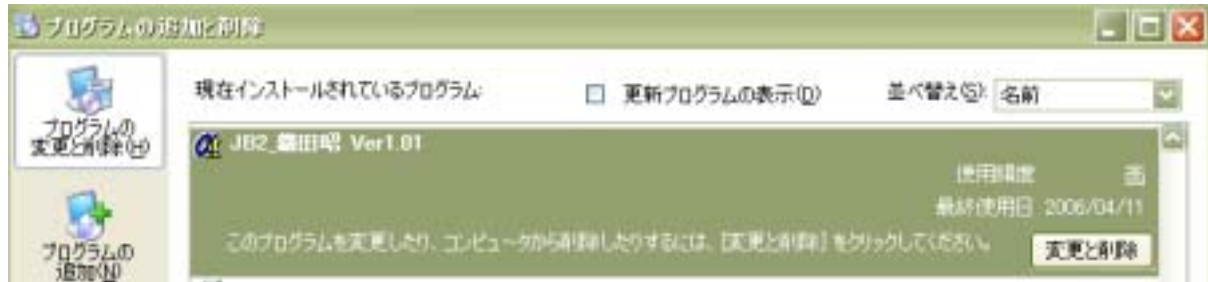 プログラムの追加と削除
プログラムの
変更と削除(H)
現在インストールされているプログラム:
更新プログラムの表示(D)
並べ替え(S):
名前
JB2_ 田昭 Ver1.01
使用頻度
高
最終使用日 2006/04/11
このプログラムを変更したり、コンピュータから削除したりするには、[変更と削除] をクリックしてください。
変更と削除
プログラムの
追加(N)